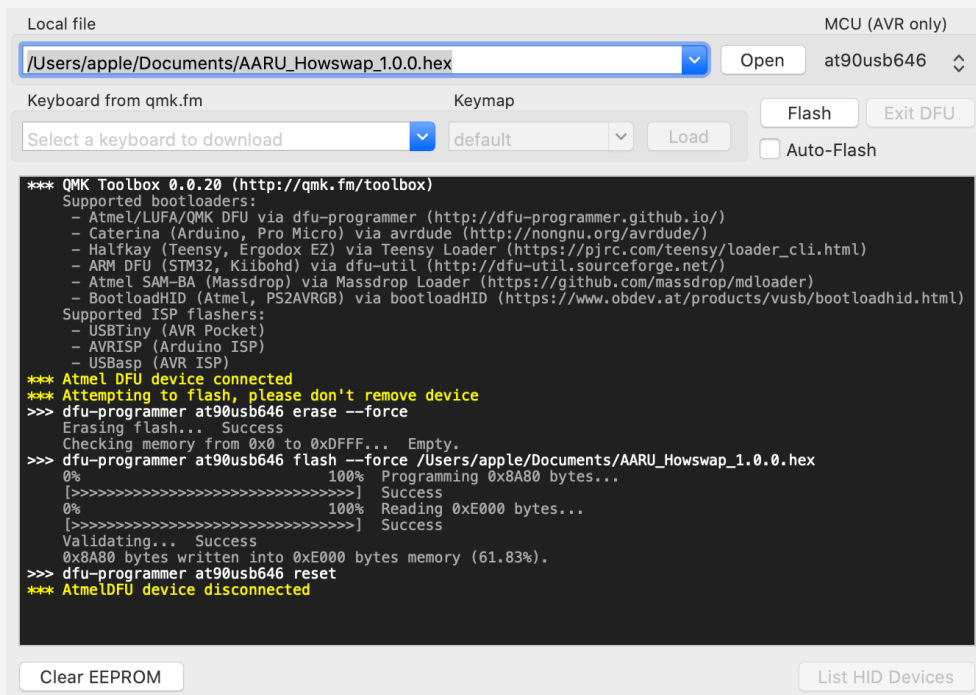 Local file
MCU (AVR only)
/Users/apple/Documents/AARU_Howswap_1.0.0.hex
Open
at90usb646
Keyboard from qmk.fm
Keymap
Flash
Exit DFU
Select a keyboard to download
default
Load
Auto-Flash
*** QMK Toolbox 0.0.20 (http://qmk.fm/toolbox)
Supported bootloaders:
- Atmel/LUFA/QMK DFU via dfu-programmer (http://dfu-programmer.github.io/)
- Caterina (Arduino, Pro Micro) via avrdude (http://nongnu.org/avrdude/)
- Halfkay (Teensy, Ergodox EZ) via Teensy Loader (https://pjrc.com/teensy/loader_cli.html)
- ARM DFU (STM32, Kiibohd) via dfu-util (http://dfu-util.sourceforge.net/)
- Atmel SAM-BA (Massdrop) via Massdrop Loader (https://github.com/massdrop/mdloader)
- BootloadHID (Atmel, PS2AVRGB) via bootloadHID (https://www.obdev.at/products/vusb/bootloadhid.html)
Supported ISP flashers:
- USBTiny (AVR Pocket)
- AVRISP (Arduino ISP)
- USBasp (AVR ISP)
*** Atmel DFU device connected
*** Attempting to flash, please don't remove device
>>> dfu-programmer at90usb646 erase --force
Erasing flash... Success
Checking memory from 0x0 to 0xDFFF... Empty.
>>> dfu-programmer at90usb646 flash --force /Users/apple/Documents/AARU_Howswap_1.0.0.hex
0% 100% Programming 0x8A80 bytes...
[>>>>>>>>>>>>>>>>>>>>>>>>>>>>>>>>] Success
0% 100% Reading 0xE000 bytes...
[>>>>>>>>>>>>>>>>>>>>>>>>>>>>>>>>] Success
Validating... Success
0x8A80 bytes written into 0xE000 bytes memory (61.83%).
>>> dfu-programmer at90usb646 reset
*** AtmelDFU device disconnected
Clear EEPROM
List HID Devices